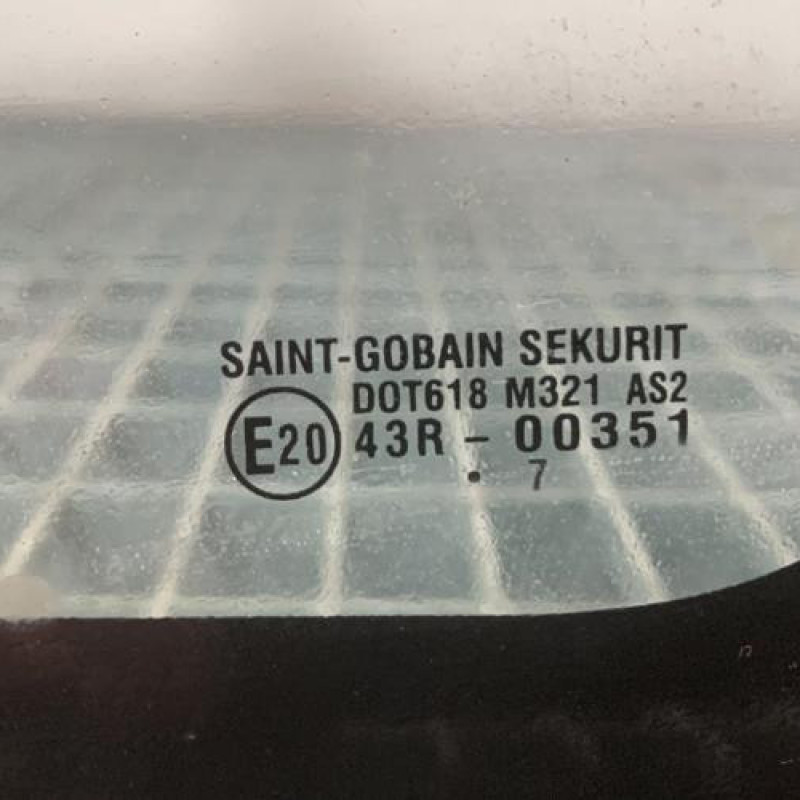 SAINT-GOBAIN SEKURIT
DOT618 M321 AS2
E20 43R - 00351
. 7